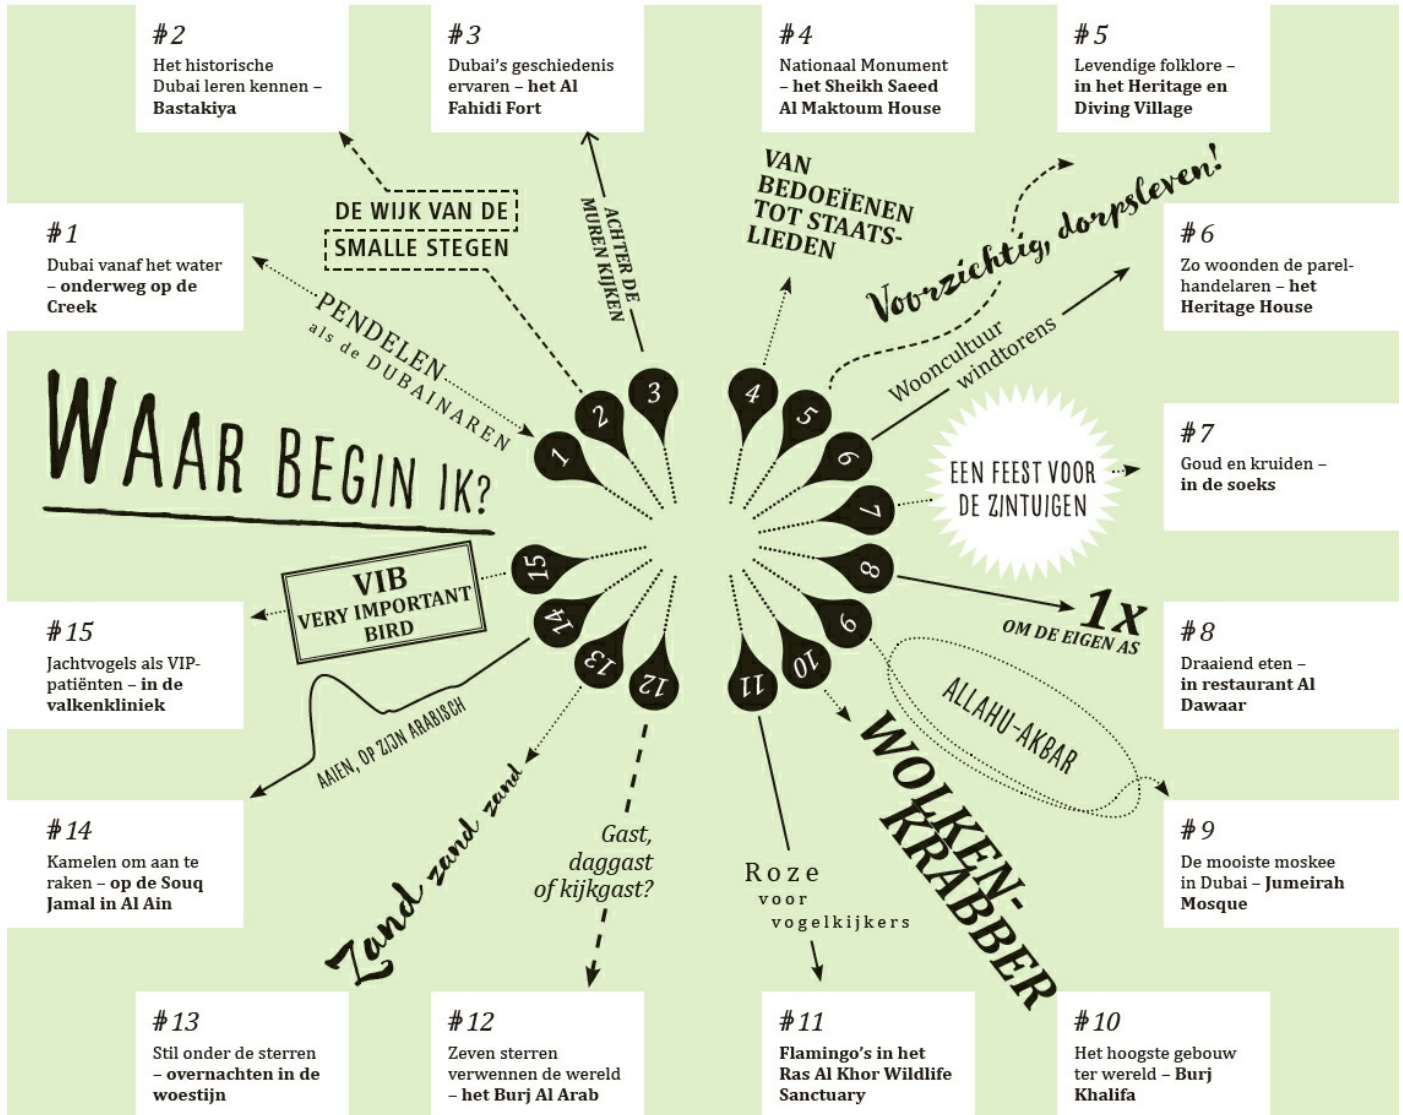 #2
Het historische
Dubai leren kennen –
Bastakiya
#3
Dubai's geschiedenis
ervaren – het Al
Fahidi Fort
#4
Nationaal Monument
– het Sheikh Saeed
Al Maktoum House
#5
Levendige folklore –
in het Heritage en
Diving Village
#1
Dubai vanaf het water
– onderweg op de
Creek
DE WIJK VAN DE
SMALLE STEGEN
ACHTER DE
MUREN KIJKEN
VAN
BEDOEÏENEN
TOT STAATS-
LIEDEN
Voorzichtig, dorpsleven!
#6
Zo woonden de parel-
handelaren – het
Heritage House
PENDELEN
als de DUBAINAREN
Wooncultuur
windtorens
WAAR BEGIN IK?
1
2
3
4
5
6
7
8
9
10
11
12
13
14
15
EEN FEEST VOOR
DE ZINTUIGEN
#7
Goud en kruiden –
in de soeks
VIB
VERY IMPORTANT
BIRD
1x
OM DE EIGEN AS
#15
Jachtvogels als VIP-
patiënten – in de
valkenkliniek
#8
Draaiend eten –
in restaurant Al
Dawaar
AAIEN, OP ZIJN ARABISCH
ALLAHU-AKBAR
WOLKEN-
KRABBER
Zand zand zand
Gast,
daggast
of kijkgast?
Roze
voor
vogelkijkers
#14
Kamelen om aan te
raken – op de Souq
Jamal in Al Ain
#9
De mooiste moskee
in Dubai – Jumeirah
Mosque
#13
Stil onder de sterren
– overnachten in de
woestijn
#12
Zeven sterren
verwennen de wereld
– het Burj Al Arab
#11
Flamingo's in het
Ras Al Khor Wildlife
Sanctuary
#10
Het hoogste gebouw
ter wereld – Burj
Khalifa